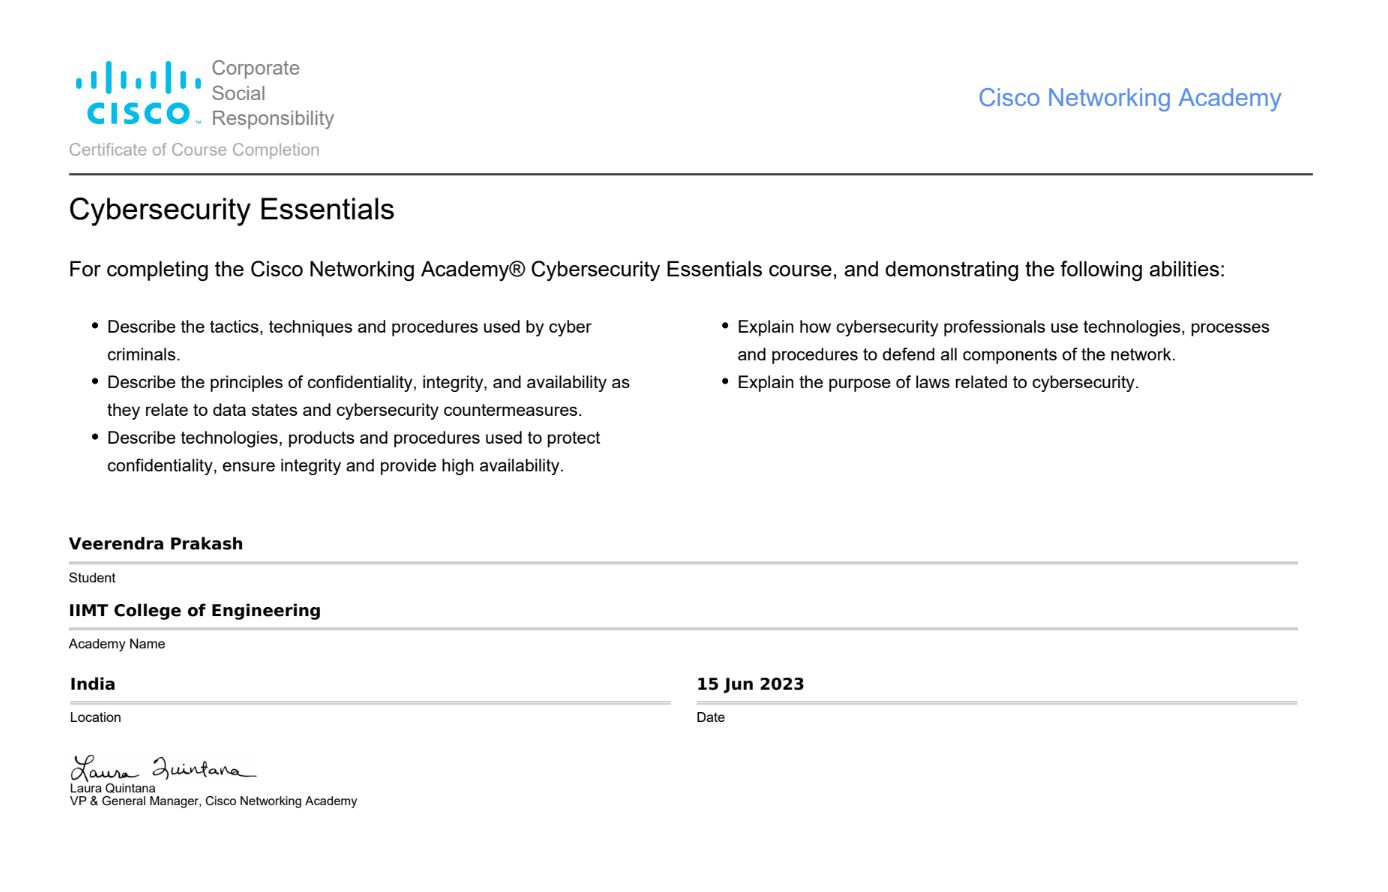 CISCO™
Corporate
Social
Responsibility
Cisco Networking Academy
Certificate of Course Completion
Cybersecurity Essentials
For completing the Cisco Networking Academy® Cybersecurity Essentials course, and demonstrating the following abilities:
• Describe the tactics, techniques and procedures used by cyber
criminals.
• Describe the principles of confidentiality, integrity, and availability as
they relate to data states and cybersecurity countermeasures.
• Describe technologies, products and procedures used to protect
confidentiality, ensure integrity and provide high availability.
• Explain how cybersecurity professionals use technologies, processes
and procedures to defend all components of the network.
• Explain the purpose of laws related to cybersecurity.
Veerendra Prakash
Student
IIMT College of Engineering
Academy Name
India
Location
15 Jun 2023
Date
Laura Quintana
Laura Quintana
VP & General Manager, Cisco Networking Academy